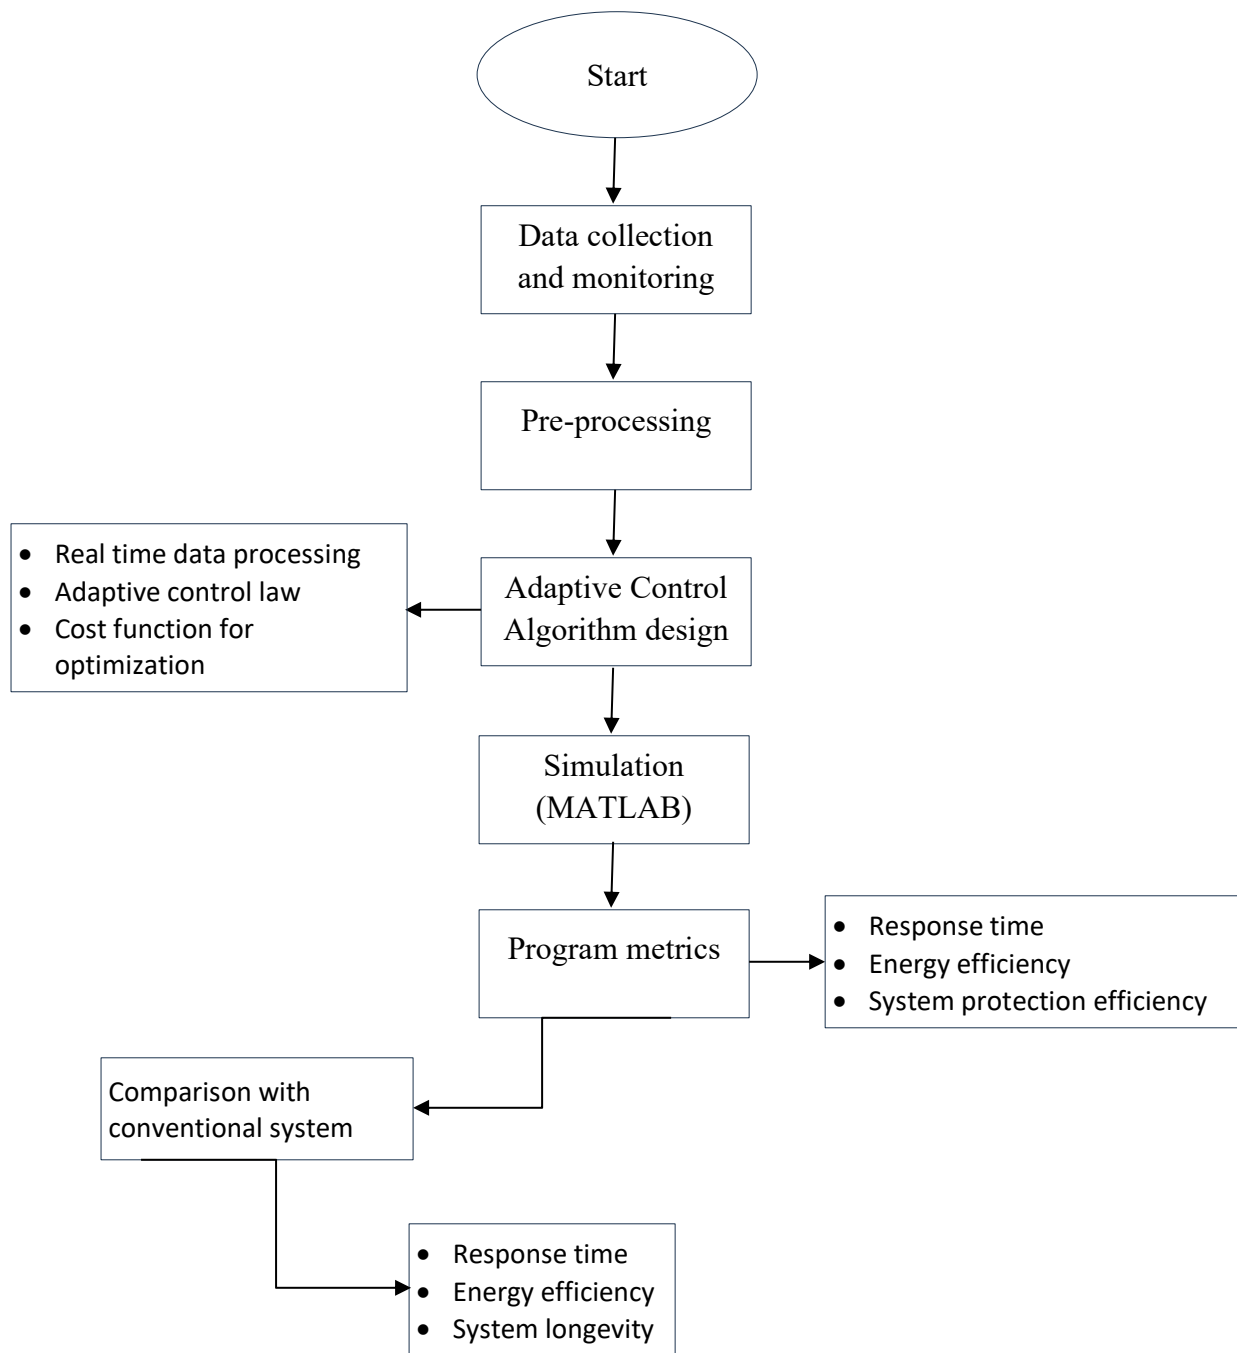 Start
Data collection
and monitoring
Pre-processing
• Real time data processing
• Adaptive control law
• Cost function for
optimization
Adaptive Control
Algorithm design
Simulation
(MATLAB)
Program metrics
• Response time
• Energy efficiency
• System protection efficiency
Comparison with
conventional system
• Response time
• Energy efficiency
• System longevity